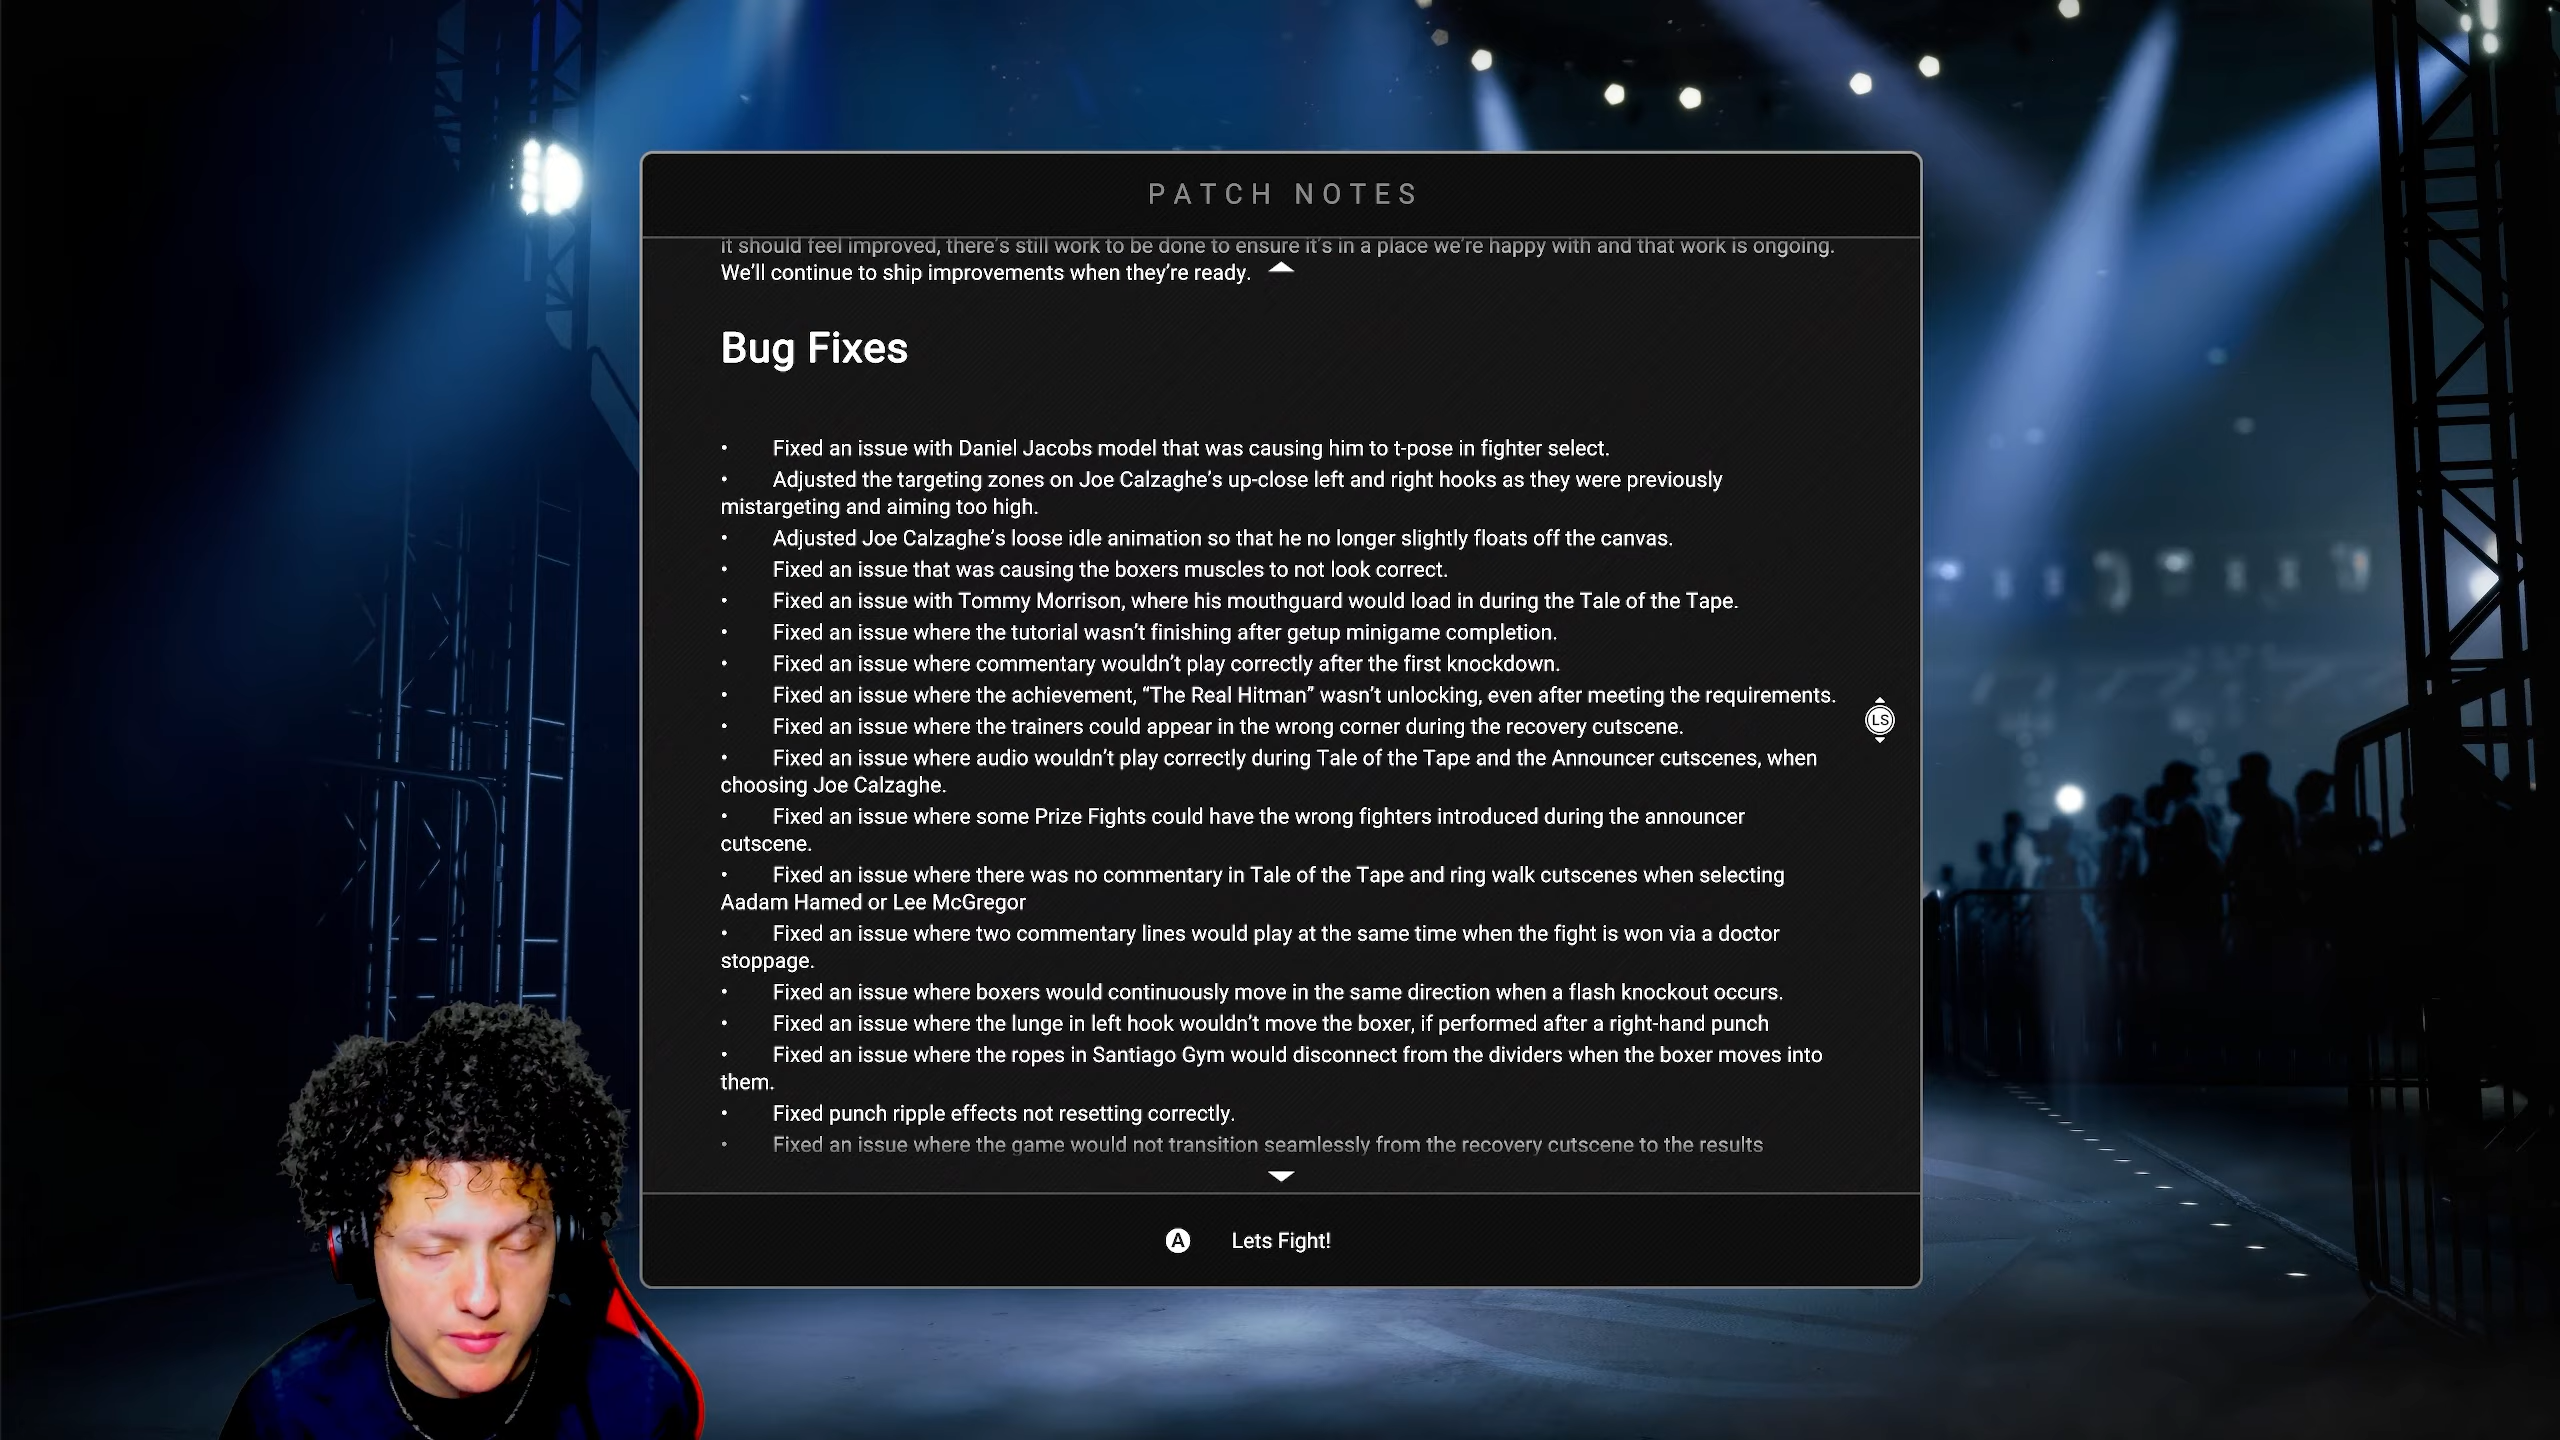 PATCH NOTES
it should feel improved, there's still work to be done to ensure it's in a place we're happy with and that work is ongoing.
We'll continue to ship improvements when they're ready.
Bug Fixes
• Fixed an issue with Daniel Jacobs model that was causing him to t-pose in fighter select.
• Adjusted the targeting zones on Joe Calzaghe's up-close left and right hooks as they were previously
mistargeting and aiming too high.
• Adjusted Joe Calzaghe's loose idle animation so that he no longer slightly floats off the canvas.
• Fixed an issue that was causing the boxers muscles to not look correct.
• Fixed an issue with Tommy Morrison, where his mouthguard would load in during the Tale of the Tape.
• Fixed an issue where the tutorial wasn't finishing after getup minigame completion.
• Fixed an issue where commentary wouldn't play correctly after the first knockdown.
• Fixed an issue where the achievement, “The Real Hitman” wasn't unlocking, even after meeting the requirements.
• Fixed an issue where the trainers could appear in the wrong corner during the recovery cutscene.
• Fixed an issue where audio wouldn't play correctly during Tale of the Tape and the Announcer cutscenes, when
choosing Joe Calzaghe.
• Fixed an issue where some Prize Fights could have the wrong fighters introduced during the announcer
cutscene.
• Fixed an issue where there was no commentary in Tale of the Tape and ring walk cutscenes when selecting
Aadam Hamed or Lee McGregor
• Fixed an issue where two commentary lines would play at the same time when the fight is won via a doctor
stoppage.
• Fixed an issue where boxers would continuously move in the same direction when a flash knockout occurs.
• Fixed an issue where the lunge in left hook wouldn't move the boxer, if performed after a right-hand punch
• Fixed an issue where the ropes in Santiago Gym would disconnect from the dividers when the boxer moves into
them.
• Fixed punch ripple effects not resetting correctly.
• Fixed an issue where the game would not transition seamlessly from the recovery cutscene to the results
LS
A Lets Fight!